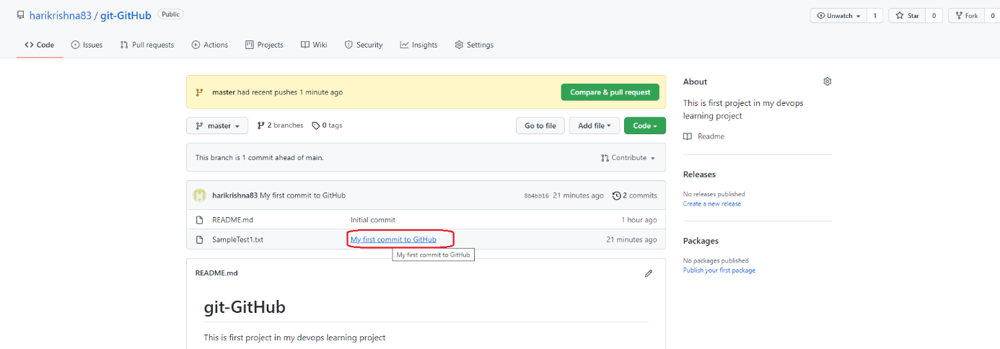 harikrishna83 / git-GitHub Public
Unwatch 1 Star 0 Fork 0
Code Issues Pull requests Actions Projects Wiki Security Insights Settings
master had recent pushes 1 minute ago Compare & pull request
master 2 branches 0 tags Go to file Add file Code
This branch is 1 commit ahead of main. Contribute
harikrishna83 My first commit to GitHub 8b4bb16 21 minutes ago 2 commits
README.md Initial commit 1 hour ago
SampleTest1.txt My first commit to GitHub 21 minutes ago
My first commit to GitHub
README.md
git-GitHub
This is first project in my devops learning project
About
This is first project in my devops
learning project
Readme
Releases
No releases published
Create a new release
Packages
No packages published
Publish your first package